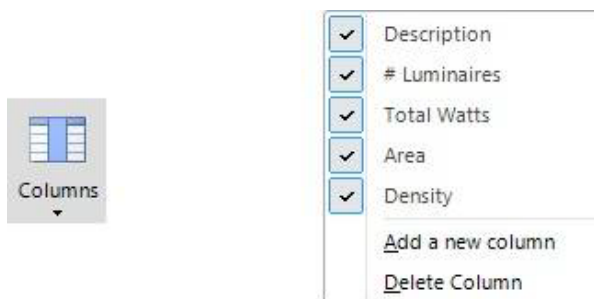 Columns
Description
# Luminaires
Total Watts
Area
Density
Add a new column
Delete Column